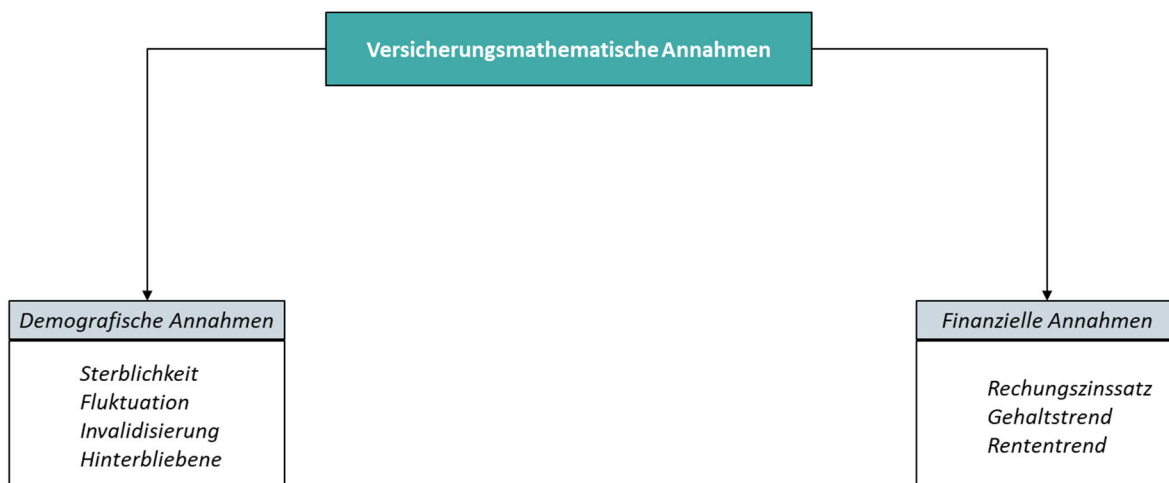 Versicherungsmathematische Annahmen
Demografische Annahmen
Sterblichkeit
Fluktuation
Invalidisierung
Hinterbliebene
Finanzielle Annahmen
Rechungszinssatz
Gehaltstrend
Rententrend